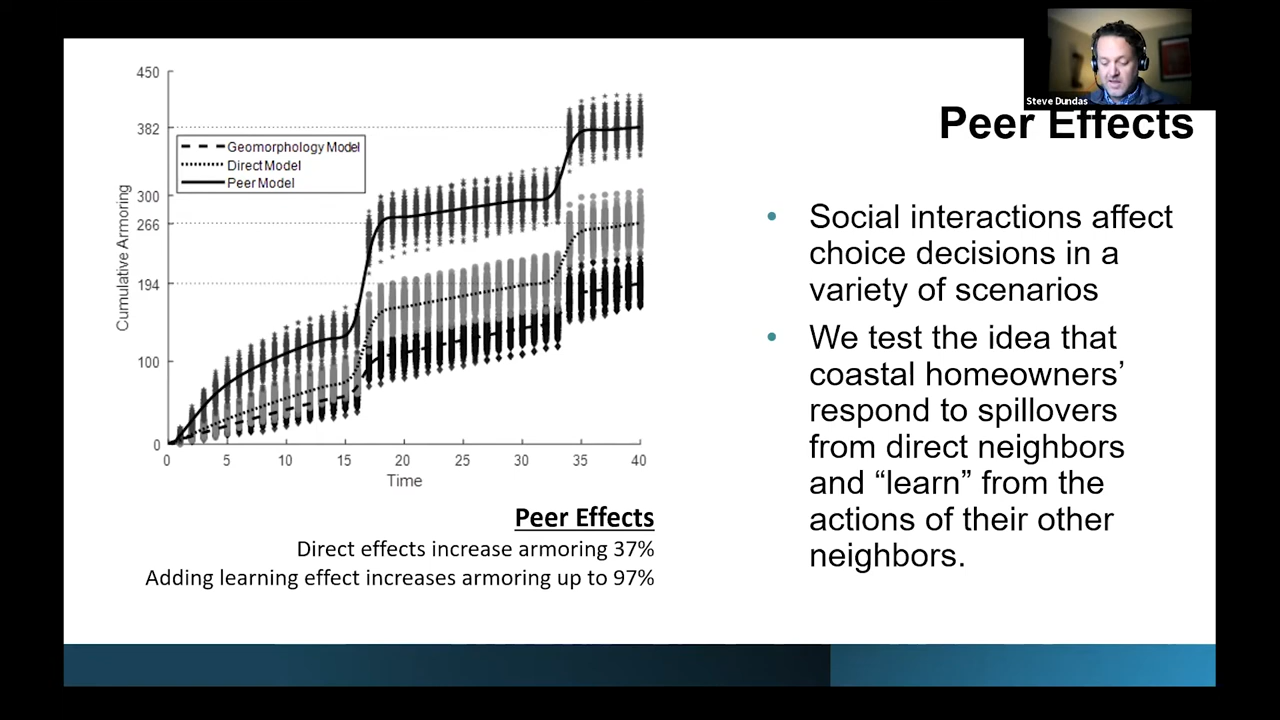 Steve Dundas
Peer Effects
450
382
300
266
194
100
0
Cumulative Armoring
Geomorphology Model
Direct Model
Peer Model
0 5 10 15 20 25 30 35 40
Time
Peer Effects
Direct effects increase armoring 37%
Adding learning effect increases armoring up to 97%
• Social interactions affect
choice decisions in a
variety of scenarios
• We test the idea that
coastal homeowners’
respond to spillovers
from direct neighbors
and “learn” from the
actions of their other
neighbors.